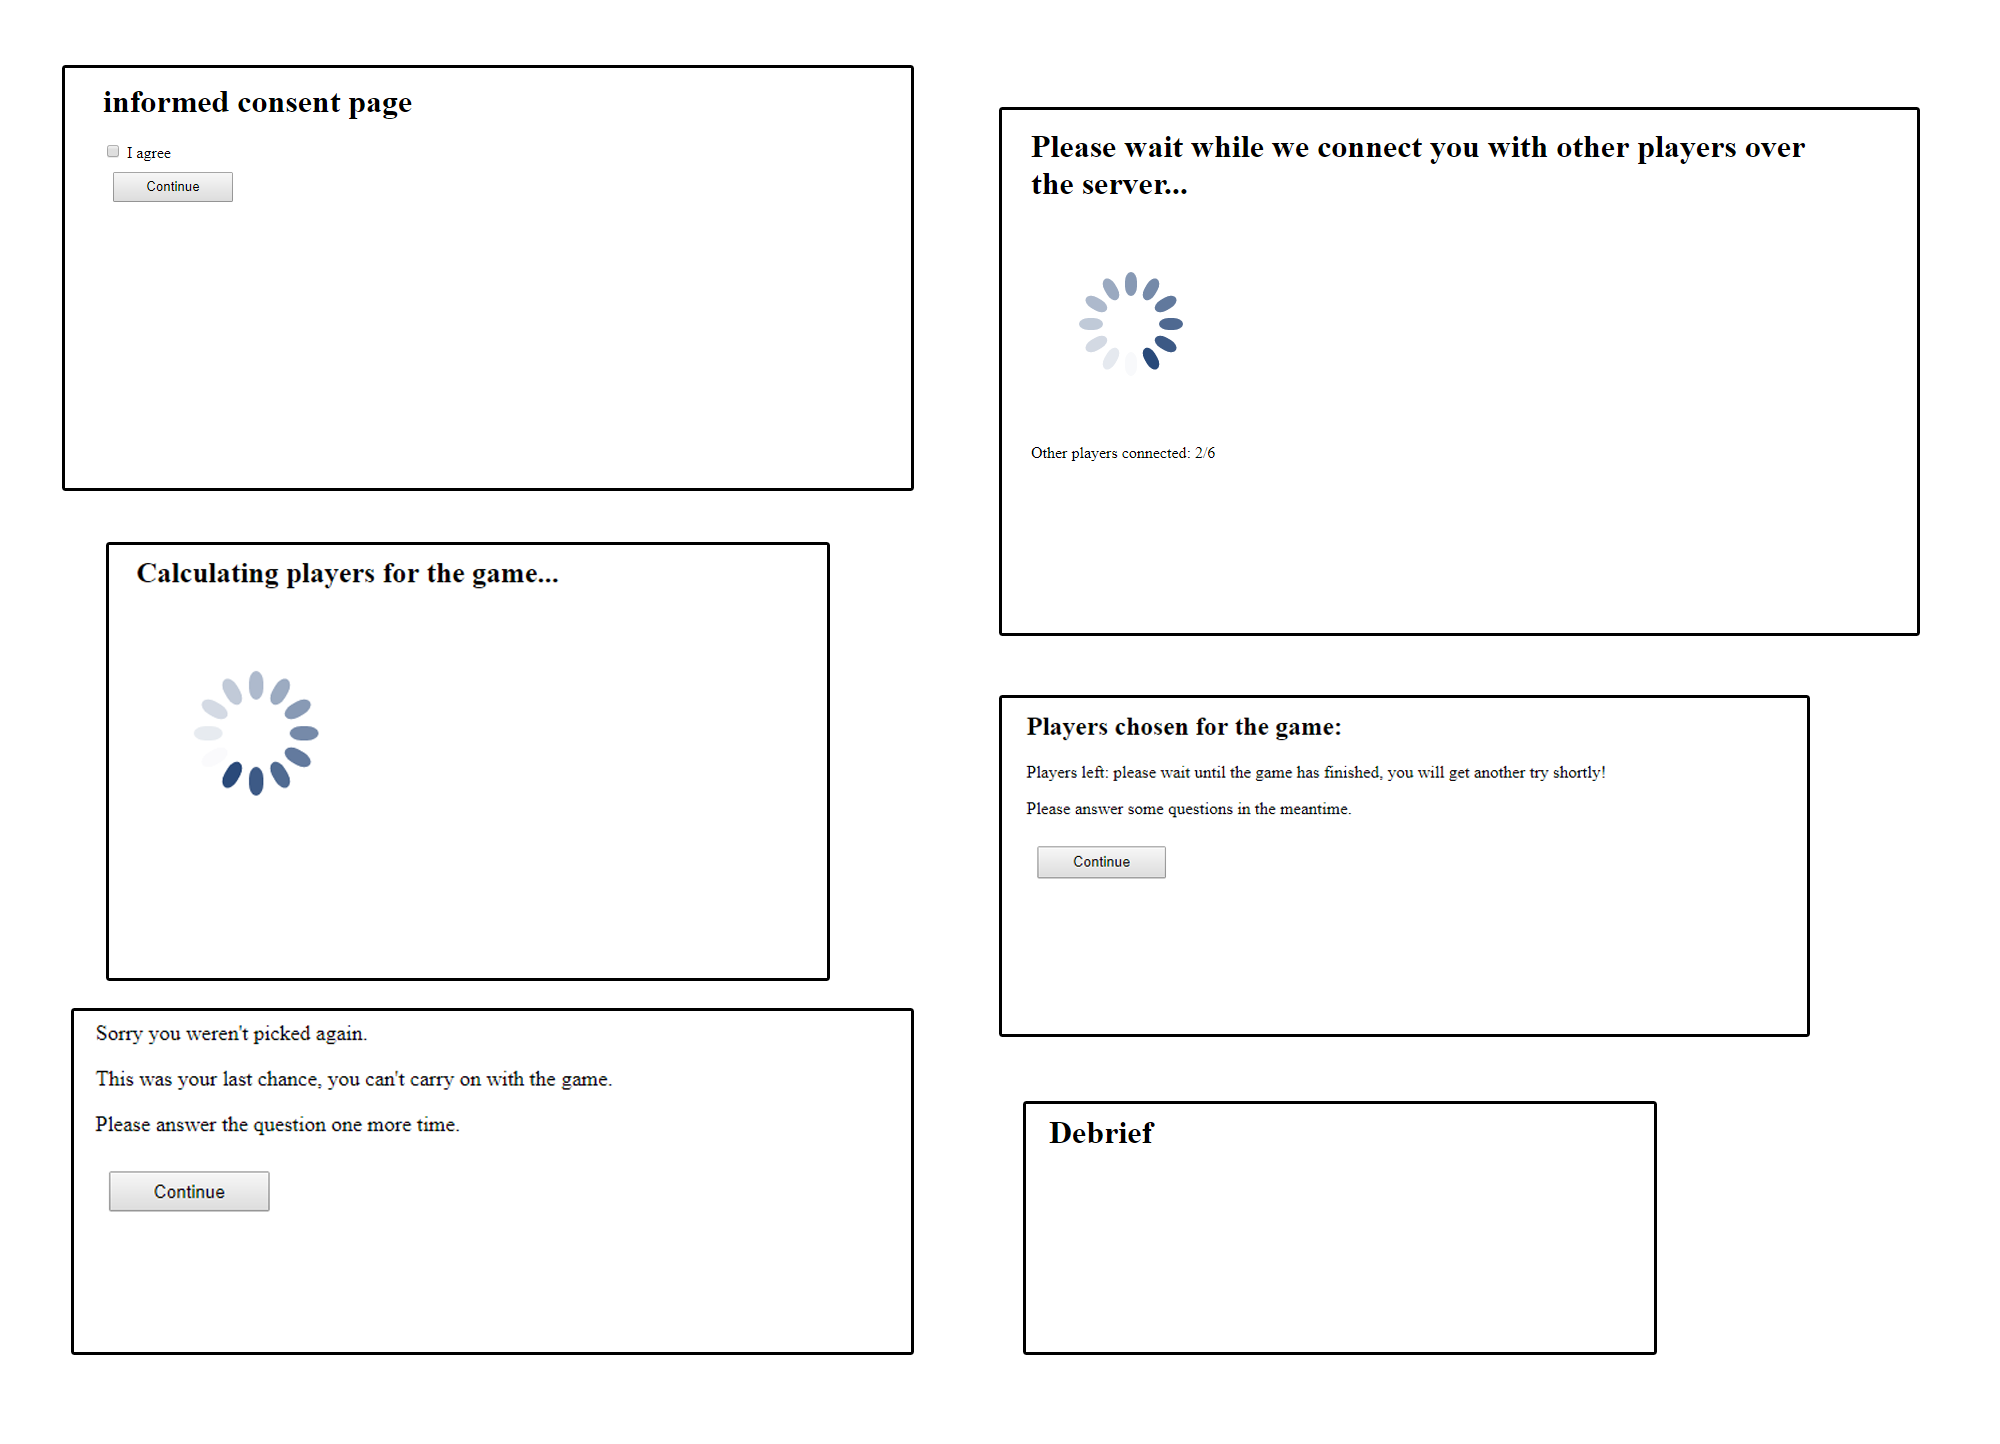 informed consent page
I agree
Continue
Please wait while we connect you with other players over
the server...
Other players connected: 2/6
Calculating players for the game...
Players chosen for the game:
Players left: please wait until the game has finished, you will get another try shortly!
Please answer some questions in the meantime.
Continue
Sorry you weren't picked again.
This was your last chance, you can't carry on with the game.
Please answer the question one more time.
Continue
Debrief